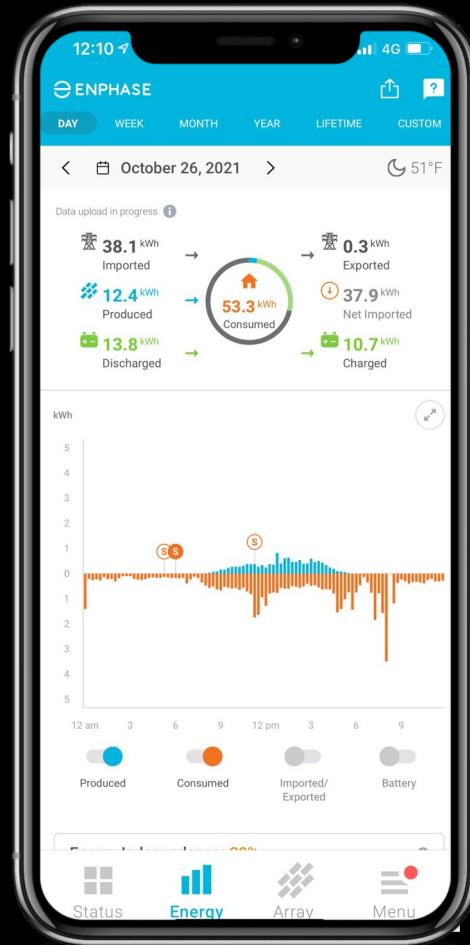 12:10
4G
ENPHASE
?
DAY WEEK MONTH YEAR LIFETIME CUSTOM
< October 26, 2021 > 51°F
Data upload in progress i
38.1 kWh
Imported
0.3 kWh
Exported
12.4 kWh
Produced
53.3 kWh
Consumed
37.9 kWh
Net Imported
13.8 kWh
Discharged
10.7 kWh
Charged
kWh
5
4
3
2
1
0
1
2
3
4
5
S S S
12 am 3 6 9 12 pm 3 6 9
Produced Consumed Imported/ Battery
Exported
Status Energy Array Menu